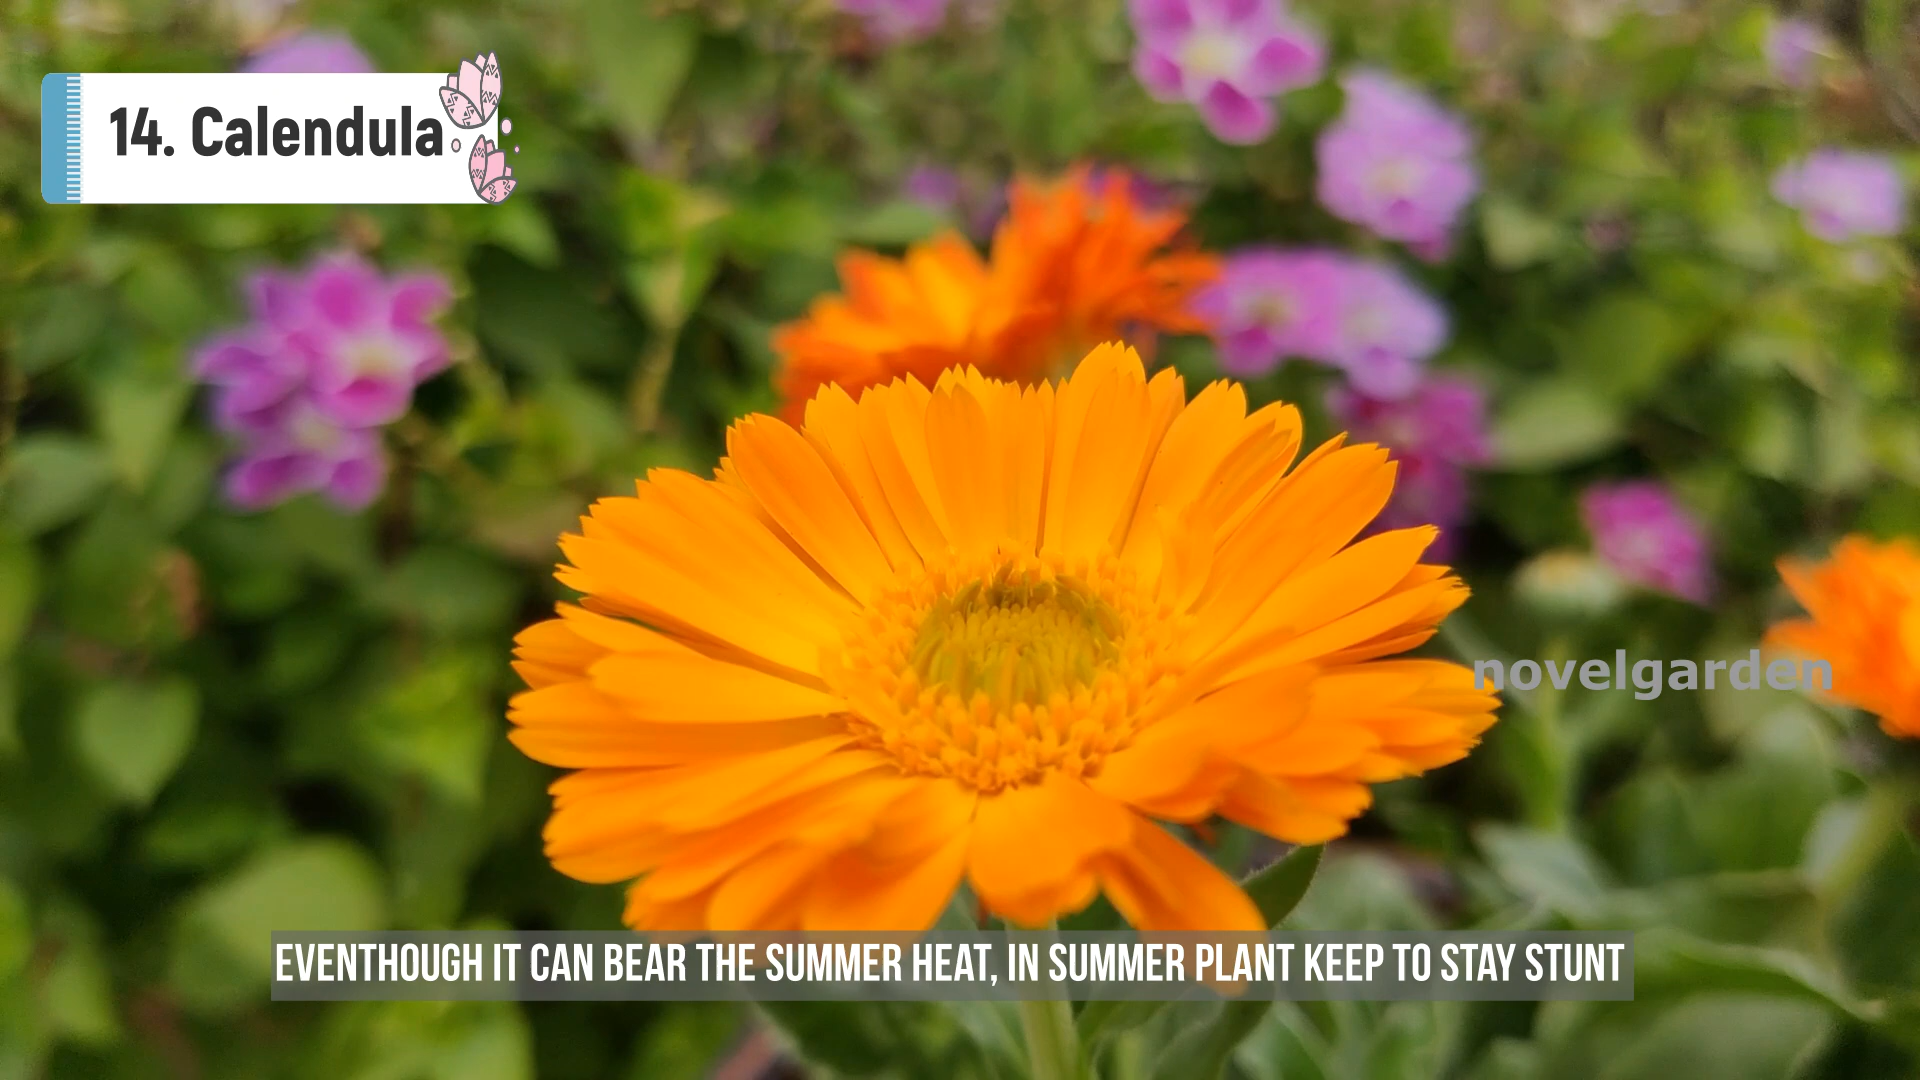 14. Calendula
novelgarden
EVENTHOUGH IT CAN BEAR THE SUMMER HEAT, IN SUMMER PLANT KEEP TO STAY STUNT